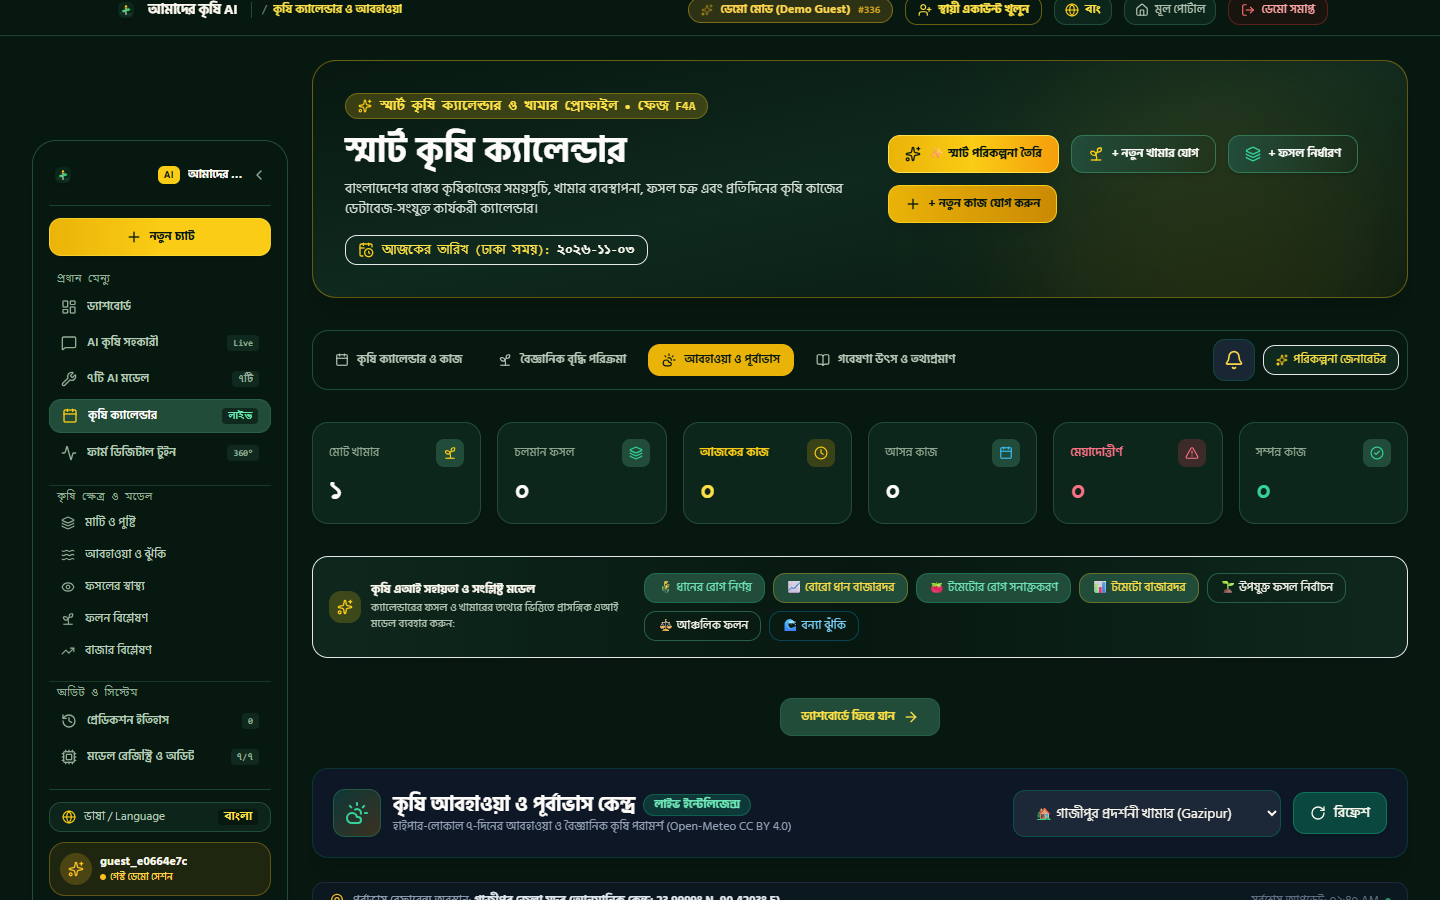 আমাদের কৃষি AI / কৃষি ক্যালেন্ডার ও আবহাওয়া
ডেমো মোড (Demo Guest) #336
স্থায়ী একাউন্ট খুলুন
বাং
মূল পোর্টাল
ডেমো সমাপ্ত
AI আমাদের ...
নতুন চ্যাট
প্রধান মেন্যু
ড্যাশবোর্ড
AI কৃষি সহকারী Live
৭টি AI মডেল ৭টি
কৃষি ক্যালেন্ডার লাইভ
ফার্ম ডিজিটাল টুইন 360°
কৃষি ক্ষেত্র ও মডেল
মাটি ও পুষ্টি
আবহাওয়া ও ঝুঁকি
ফসলের স্বাস্থ্য
ফলন বিশ্লেষণ
বাজার বিশ্লেষণ
অডিট ও সিস্টেম
প্রেডিকশন ইতিহাস 0
মডেল রেজিস্ট্রি ও অডিট ৭/৭
ভাষা / Language বাংলা
guest_e0664e7c
গেস্ট ডেমো সেশন
স্মার্ট কৃষি ক্যালেন্ডার ও খামার প্রোফাইল • ফেজ F4A
স্মার্ট কৃষি ক্যালেন্ডার
বাংলাদেশের বাস্তব কৃষিকাজের সময়সূচি, খামার ব্যবস্থাপনা, ফসল চক্র এবং প্রতিদিনের কৃষি কাজের
ডেটাবেজ-সংযুক্ত কার্যকরী ক্যালেন্ডার।
আজকের তারিখ (ঢাকা সময়): ২০২৬-১১-০৩
স্মার্ট পরিকল্পনা তৈরি
+ নতুন খামার যোগ
+ ফসল নির্ধারণ
+ নতুন কাজ যোগ করুন
কৃষি ক্যালেন্ডার ও কাজ
বৈজ্ঞানিক বৃদ্ধি পরিক্রমা
আবহাওয়া ও পূর্বাভাস
গবেষণা উৎস ও তথ্যপ্রমাণ
পরিকল্পনা জেনারেটর
মোট খামার
১
চলমান ফসল
০
আজকের কাজ
০
আসন্ন কাজ
০
মেয়াদোত্তীর্ণ
০
সম্পন্ন কাজ
০
কৃষি এআই সহায়তা ও সংশ্লিষ্ট মডেল
ক্যালেন্ডারের ফসল ও খামারের তথ্যের ভিত্তিতে প্রাসঙ্গিক এআই
মডেল ব্যবহার করুন:
ধানের রোগ নির্ণয়
বোরো ধান বাজারদর
টমেটোর রোগ সনাক্তকরণ
টমেটো বাজারদর
উপযুক্ত ফসল নির্বাচন
আঞ্চলিক ফলন
বন্যা ঝুঁকি
ড্যাশবোর্ডে ফিরে যান
কৃষি আবহাওয়া ও পূর্বাভাস কেন্দ্র লাইভ ইন্টেলিজেন্স
হাইপার-লোকাল ৭-দিনের আবহাওয়া ও বৈজ্ঞানিক কৃষি পরামর্শ (Open-Meteo CC BY 4.0)
গাজীপুর প্রদর্শনী খামার (Gazipur)
রিফ্রেশ